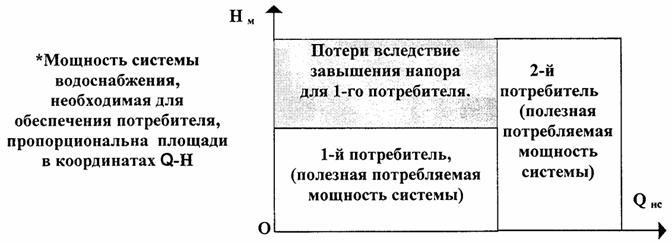 H м
*Мощность системы
водоснабжения,
необходимая для
обеспечения потребителя,
пропорциональна площади
в координатах Q-H
Потери вследствие
завышения напора
для 1-го потребителя.
2-й
потребитель
(полезная
потребляемая
мощность
системы)
1-й потребитель,
(полезная потребляемая
мощность системы)
O
Q нс